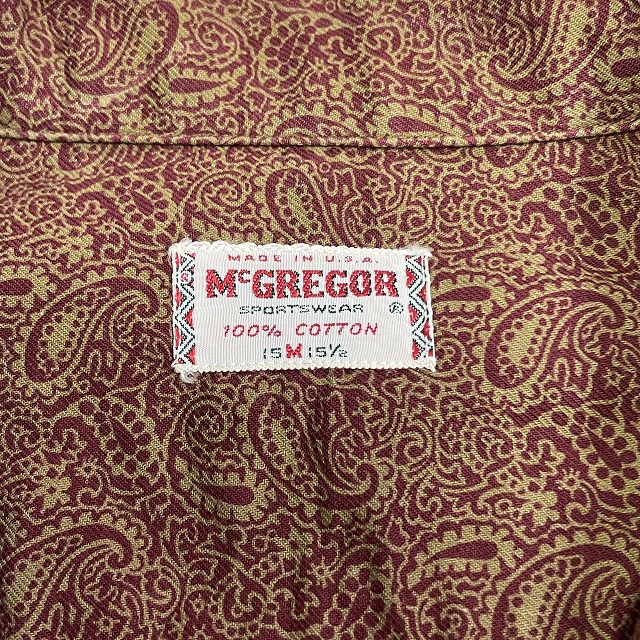 MADE IN U.S.A.
McGREGOR
SPORTSWEAR ®
100% COTTON
15 M 15½